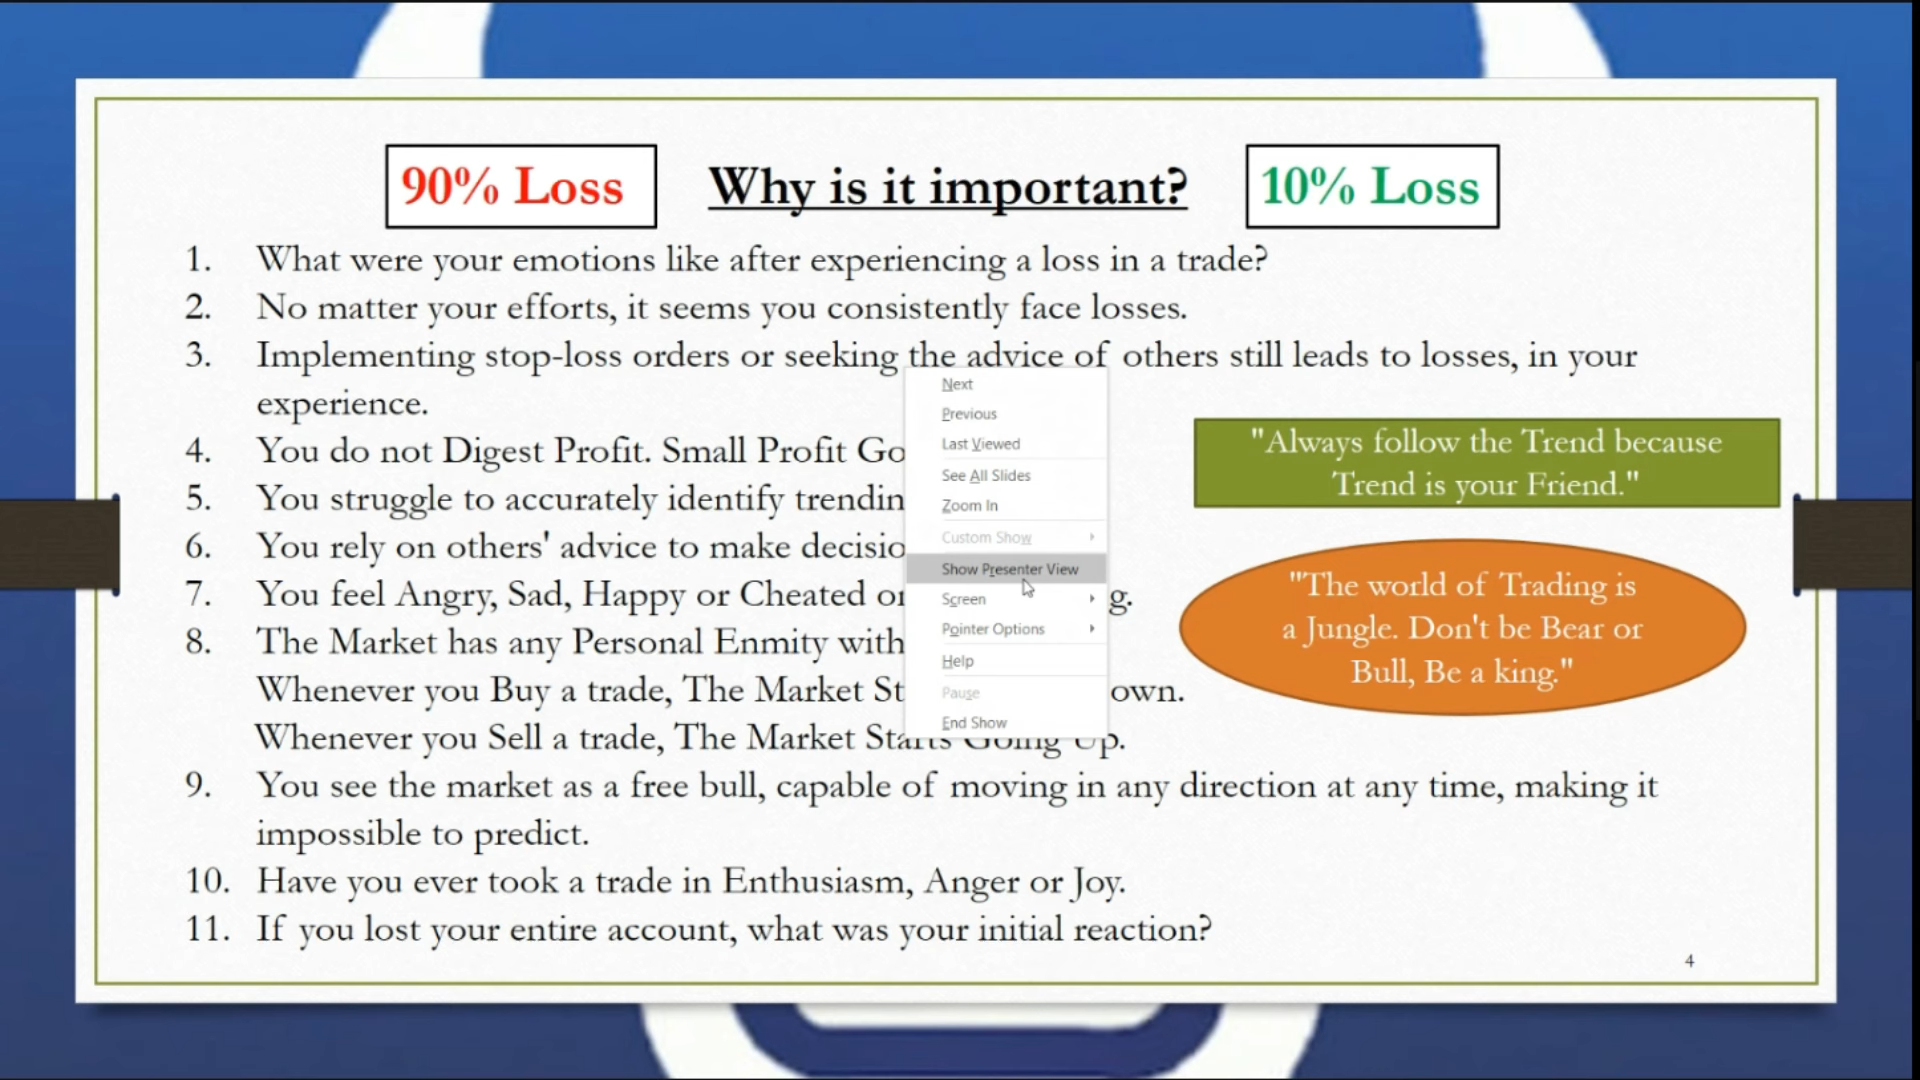 90% Loss
Why is it important?
10% Loss
1. What were your emotions like after experiencing a loss in a trade?
2. No matter your efforts, it seems you consistently face losses.
3. Implementing stop-loss orders or seeking the advice of others still leads to losses, in your
experience.
4. You do not Digest Profit. Small Profit Go
5. You struggle to accurately identify trendin
6. You rely on others' advice to make decisio
7. You feel Angry, Sad, Happy or Cheated or g.
8. The Market has any Personal Enmity with
Whenever you Buy a trade, The Market St own.
Whenever you Sell a trade, The Market Starts Going Up.
9. You see the market as a free bull, capable of moving in any direction at any time, making it
impossible to predict.
10. Have you ever took a trade in Enthusiasm, Anger or Joy.
11. If you lost your entire account, what was your initial reaction?
Next
Previous
Last Viewed
See All Slides
Zoom In
Custom Show
Show Presenter View
Screen
Pointer Options
Help
Pause
End Show
"Always follow the Trend because
Trend is your Friend."
"The world of Trading is
a Jungle. Don't be Bear or
Bull, Be a king."
4